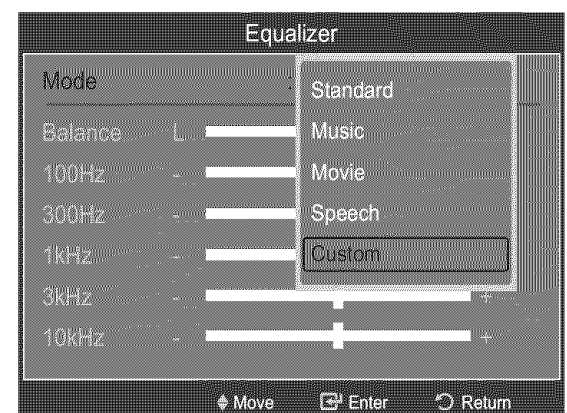 Equalizer
Mode :
Standard
Music
Movie
Speech
Custom
Balance L
100Hz -
300Hz -
1kHz -
3kHz - +
10kHz - +
Move Enter Return